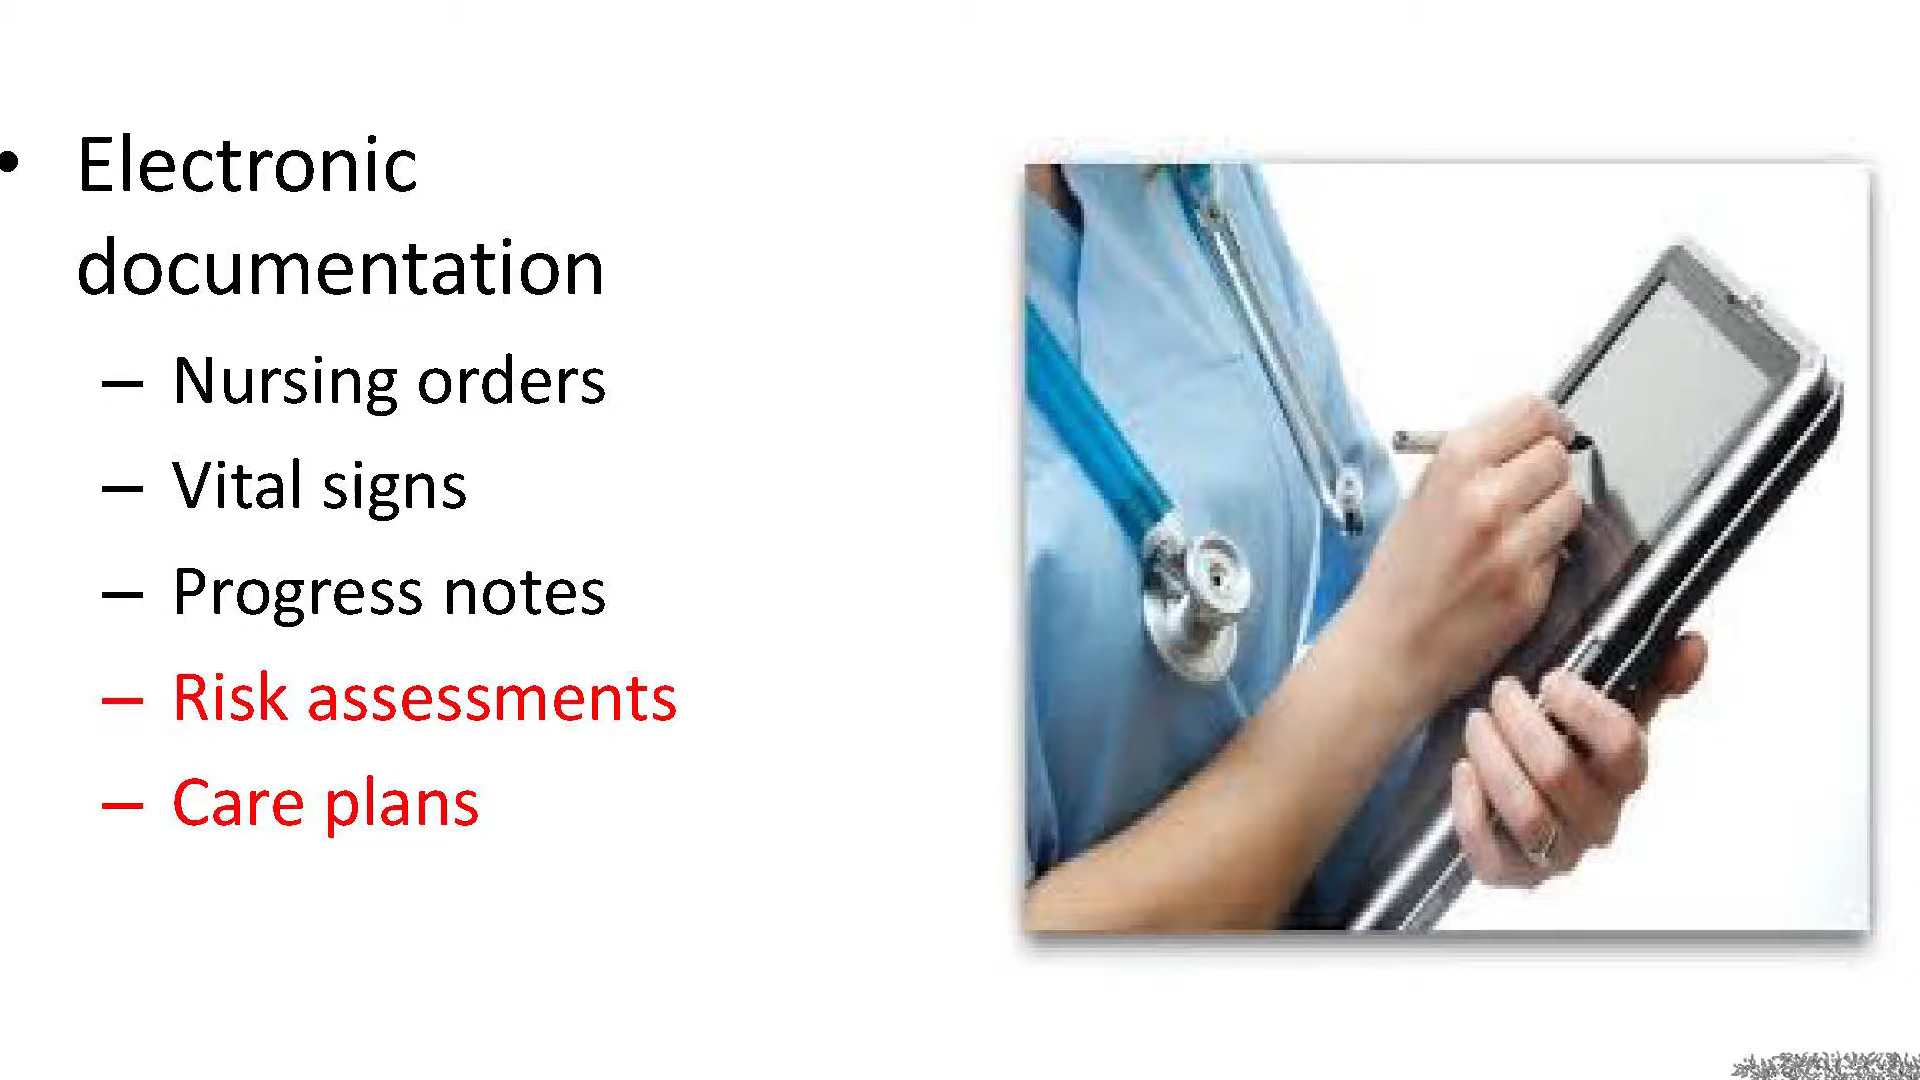 • Electronic
documentation
– Nursing orders
– Vital signs
– Progress notes
– Risk assessments
– Care plans